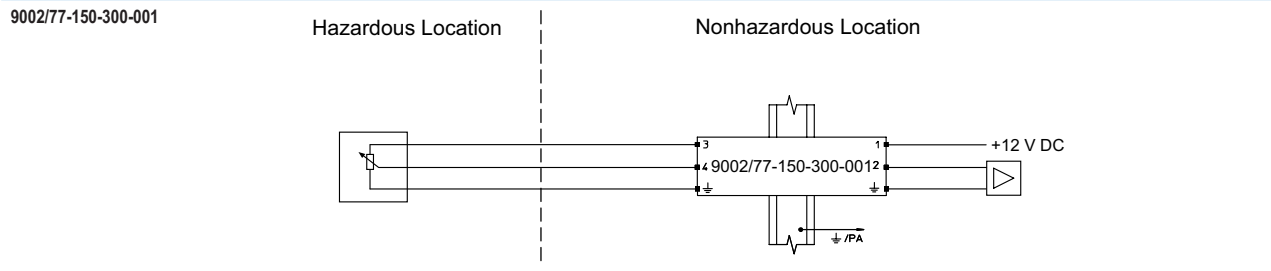 9002/77-150-300-001
Hazardous Location
Nonhazardous Location
3
1
+12 V DC
4
9002/77-150-300-001
2
/PA